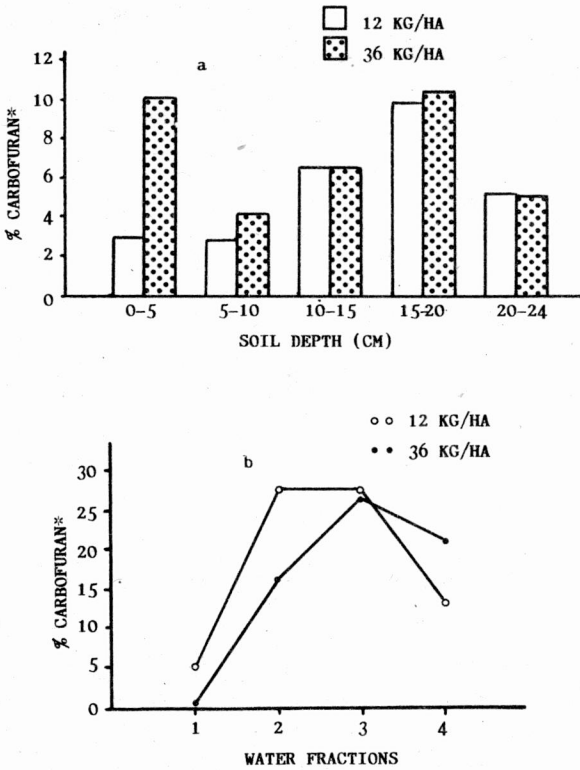 12 KG/HA
36 KG/HA
a
12
10
8
6
4
2
0
% CARBOFURAN*
0-5 5-10 10-15 15-20 20-24
SOIL DEPTH (CM)
12 KG/HA
36 KG/HA
b
30
25
20
15
10
5
0
% CARBOFURAN*
1 2 3 4
WATER FRACTIONS